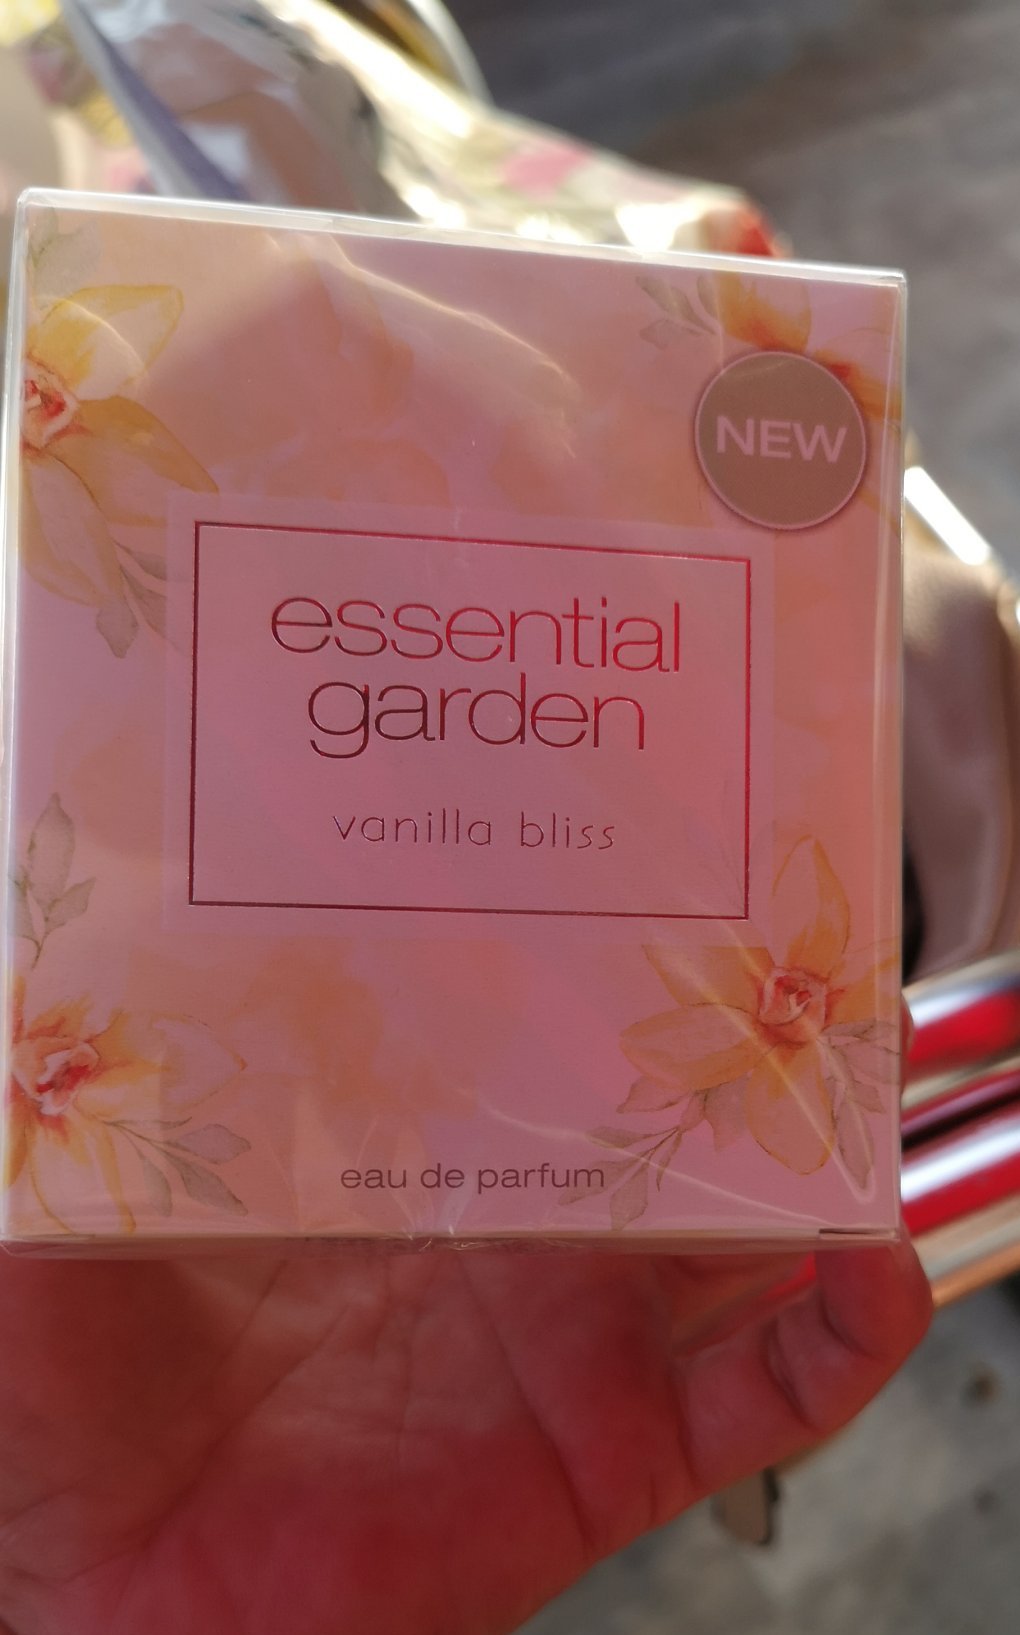 NEW
essential
garden
vanilla bliss
eau de parfum